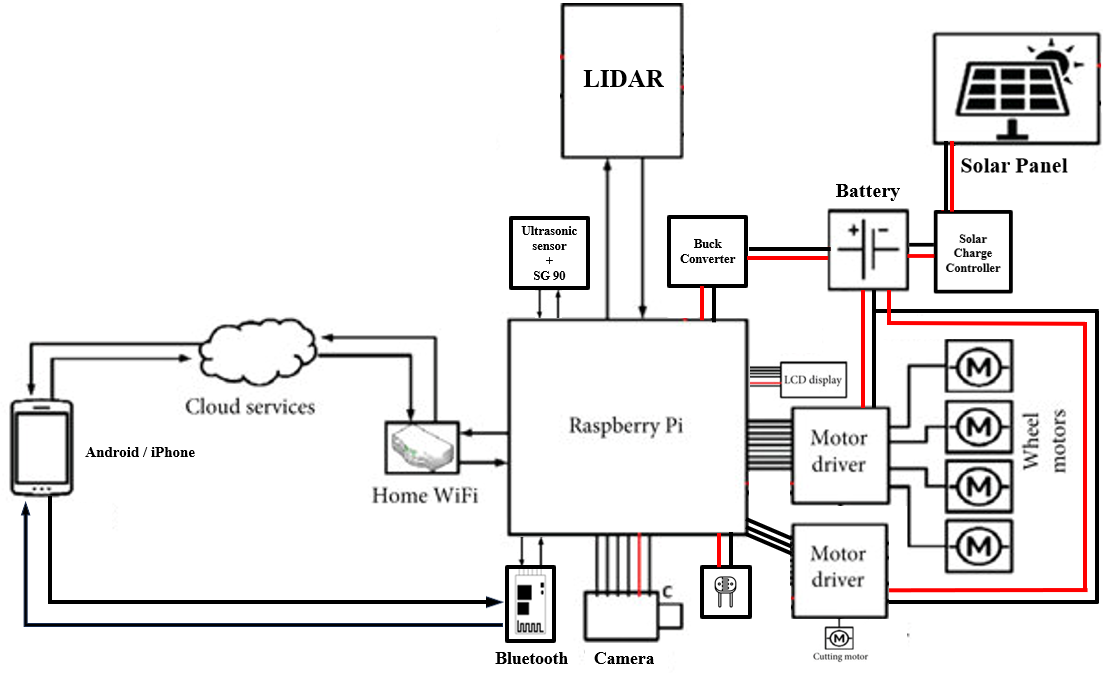 LIDAR
Solar Panel
Battery
Ultrasonic
sensor
+
SG 90
Buck
Converter
+ -
Solar
Charge
Controller
Cloud services
LCD display
Raspberry Pi
Motor
driver
M
M
M
M
Wheel
motors
Android / iPhone
Home WiFi
Motor
driver
C
M
Cutting motor
Bluetooth
Camera